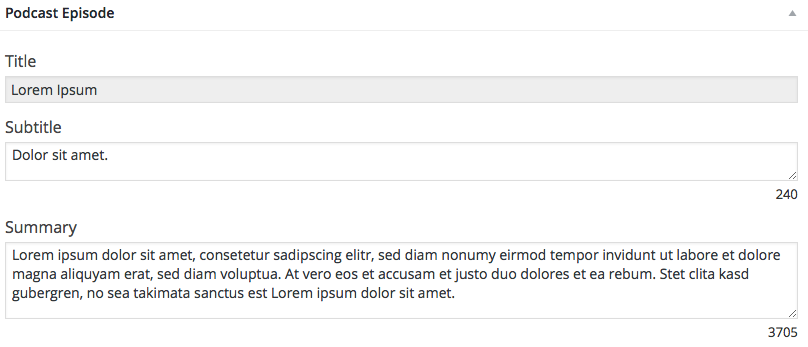 Podcast Episode
Title
Lorem Ipsum
Subtitle
Dolor sit amet.
240
Summary
Lorem ipsum dolor sit amet, consetetur sadipscing elitr, sed diam nonumy eirmod tempor invidunt ut labore et dolore
magna aliquyam erat, sed diam voluptua. At vero eos et accusam et justo duo dolores et ea rebum. Stet clita kasd
gubergren, no sea takimata sanctus est Lorem ipsum dolor sit amet.
3705